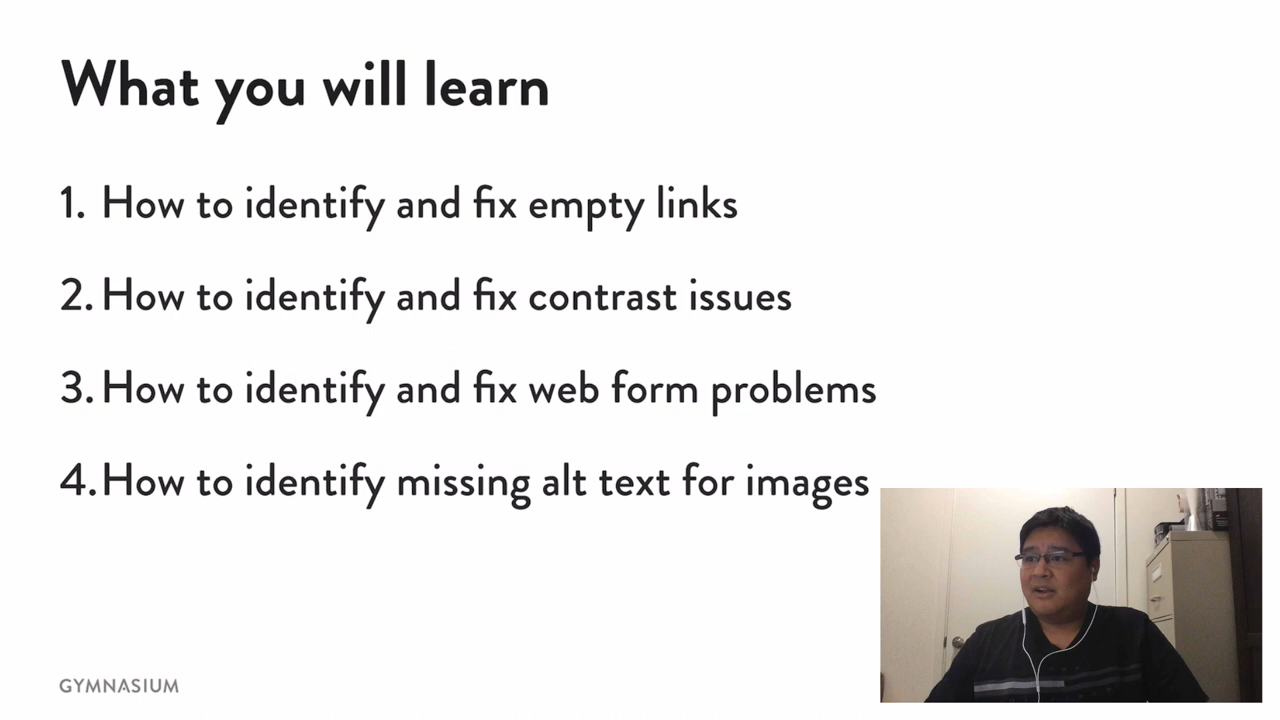 What you will learn
1. How to identify and fix empty links
2. How to identify and fix contrast issues
3. How to identify and fix web form problems
4. How to identify missing alt text for images
GYMNASIUM